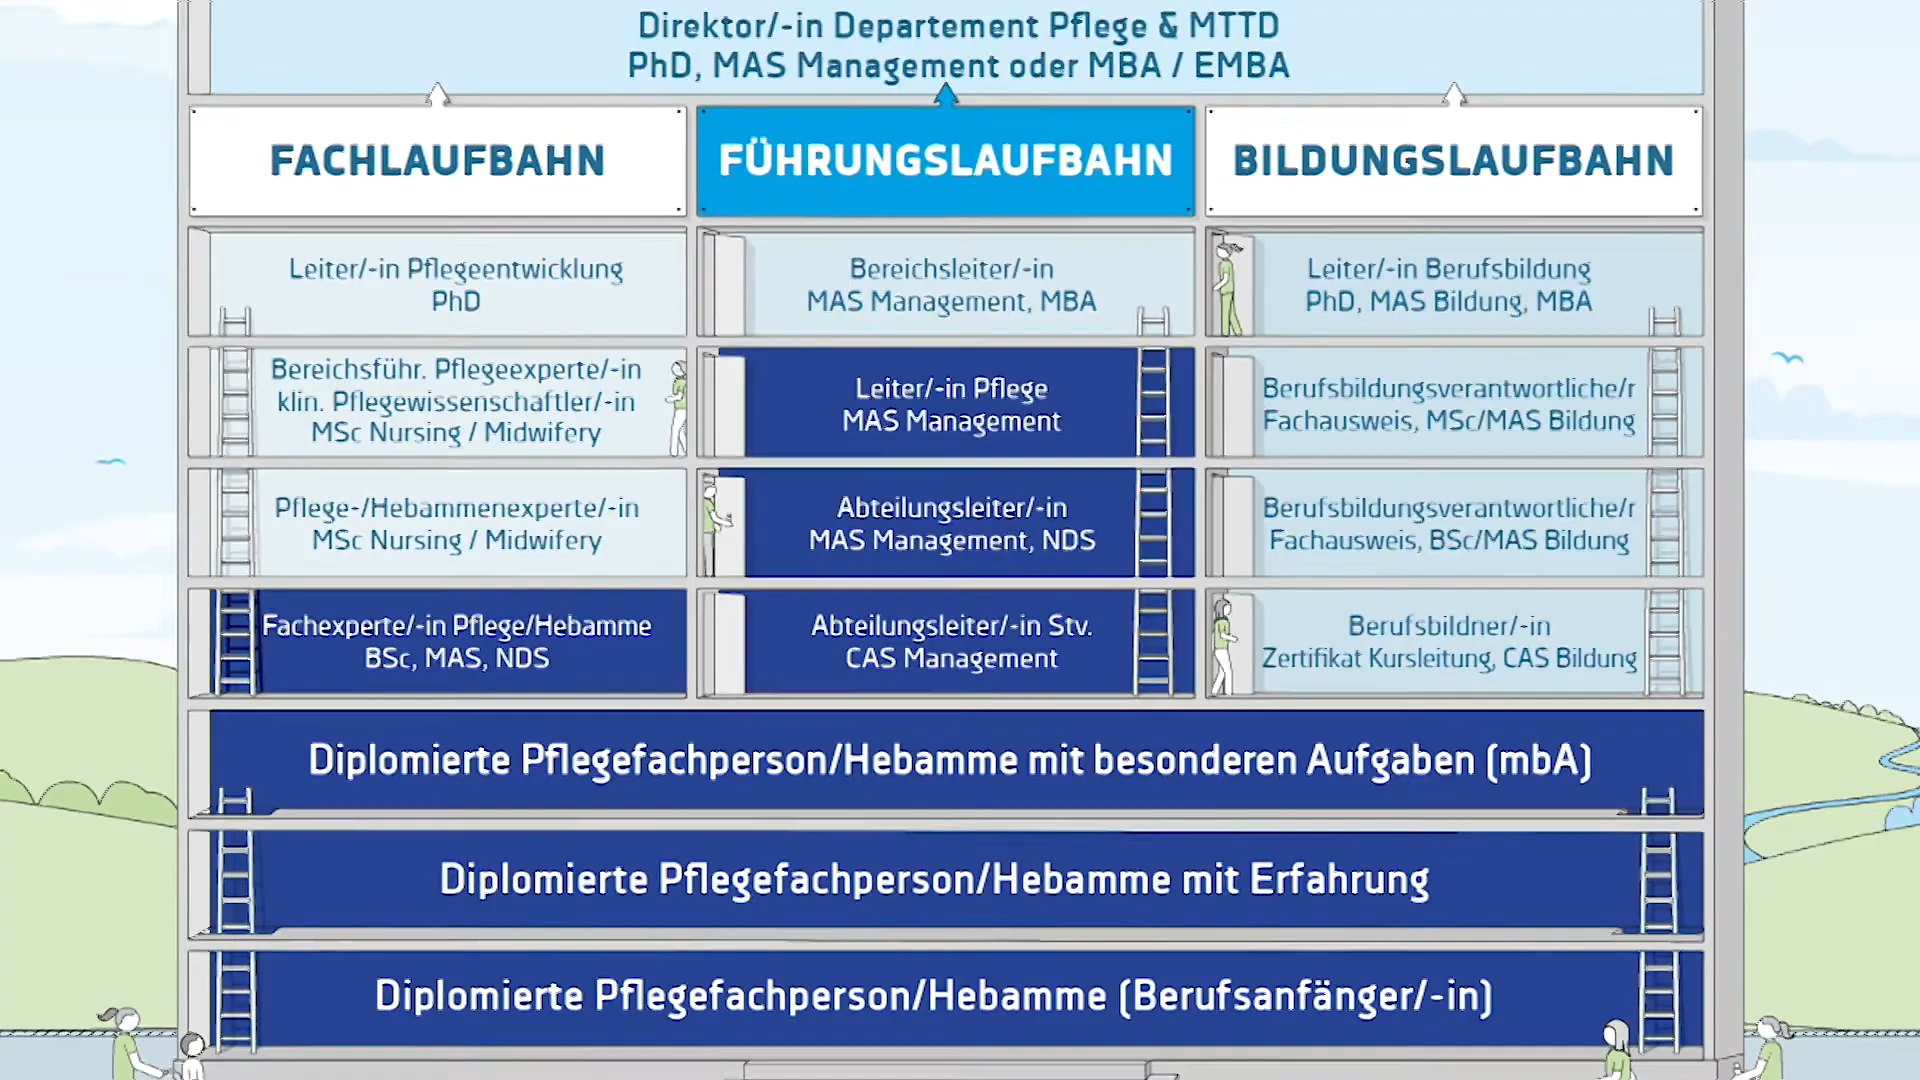 Direktor/-in Departement Pflege & MTTD
PhD, MAS Management oder MBA / EMBA
FACHLAUFBAHN
FÜHRUNGSLAUFBAHN
BILDUNGSLAUFBAHN
Leiter/-in Pflegeentwicklung
PhD
Bereichsleiter/-in
MAS Management, MBA
Leiter/-in Berufsbildung
PhD, MAS Bildung, MBA
Bereichsführ. Pflegeexperte/-in
klin. Pflegewissenschaftler/-in
MSc Nursing / Midwifery
Leiter/-in Pflege
MAS Management
Berufsbildungsverantwortliche/r
Fachausweis, MSc/MAS Bildung
Pflege-/Hebammenexperte/-in
MSc Nursing / Midwifery
Abteilungsleiter/-in
MAS Management, NDS
Berufsbildungsverantwortliche/r
Fachausweis, BSc/MAS Bildung
Fachexperte/-in Pflege/Hebamme
BSc, MAS, NDS
Abteilungsleiter/-in Stv.
CAS Management
Berufsbildner/-in
Zertifikat Kursleitung, CAS Bildung
Diplomierte Pflegefachperson/Hebamme mit besonderen Aufgaben (mbA)
Diplomierte Pflegefachperson/Hebamme mit Erfahrung
Diplomierte Pflegefachperson/Hebamme (Berufsanfänger/-in)